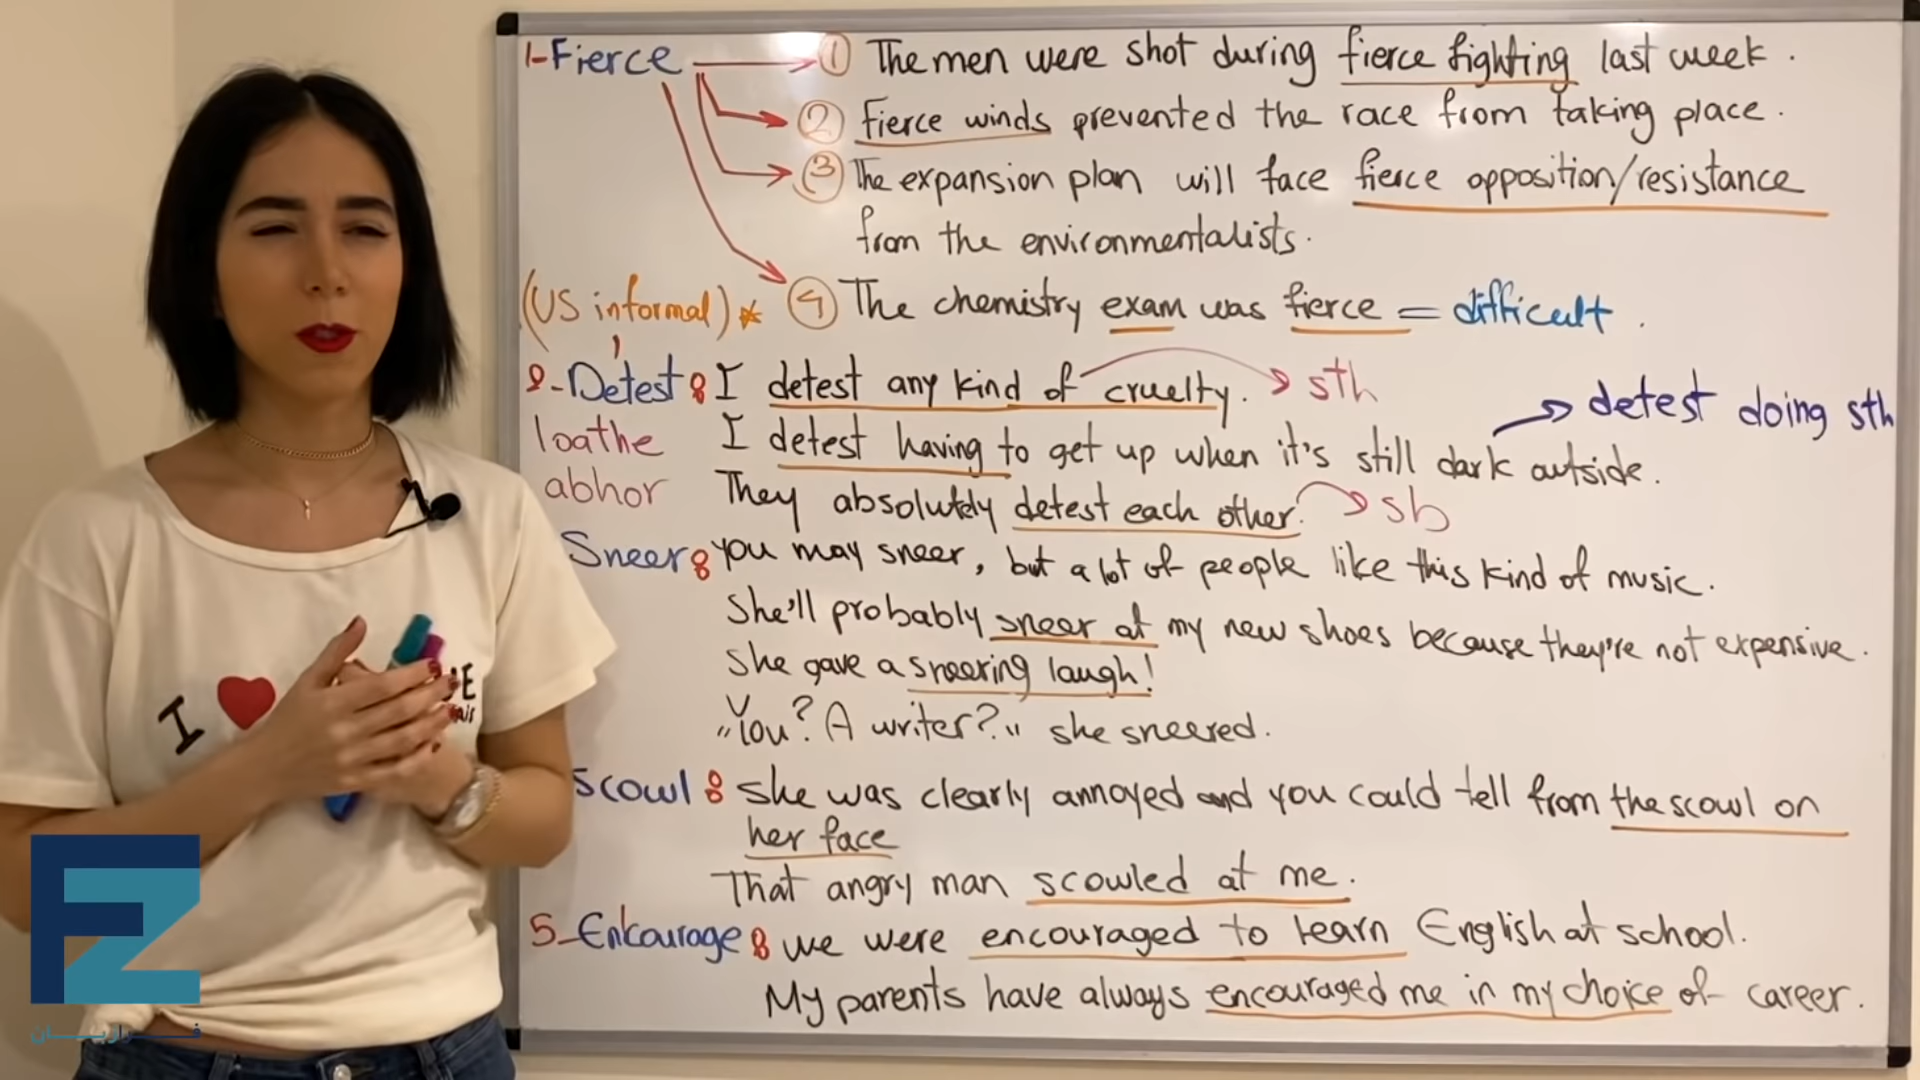 1-Fierce → ① The men were shot during fierce fighting last week.
② Fierce winds prevented the race from taking place.
③ The expansion plan will face fierce opposition/resistance
from the environmentalists.
(US informal) * ④ The chemistry exam was fierce = difficult.
2-Detest: I detest any kind of cruelty. → sth
→ detest doing sth
loathe I detest having to get up when it's still dark outside.
abhor They absolutely detest each other. → sb
Sneer: You may sneer, but a lot of people like this kind of music.
She'll probably sneer at my new shoes because they're not expensive.
She gave a sneering laugh!
"You? A writer?" she sneered.
Scowl: She was clearly annoyed and you could tell from the scowl on
her face
That angry man scowled at me.
5-Encourage: We were encouraged to learn English at school.
My parents have always encouraged me in my choice of career.
I ❤
FZ
فرازبان